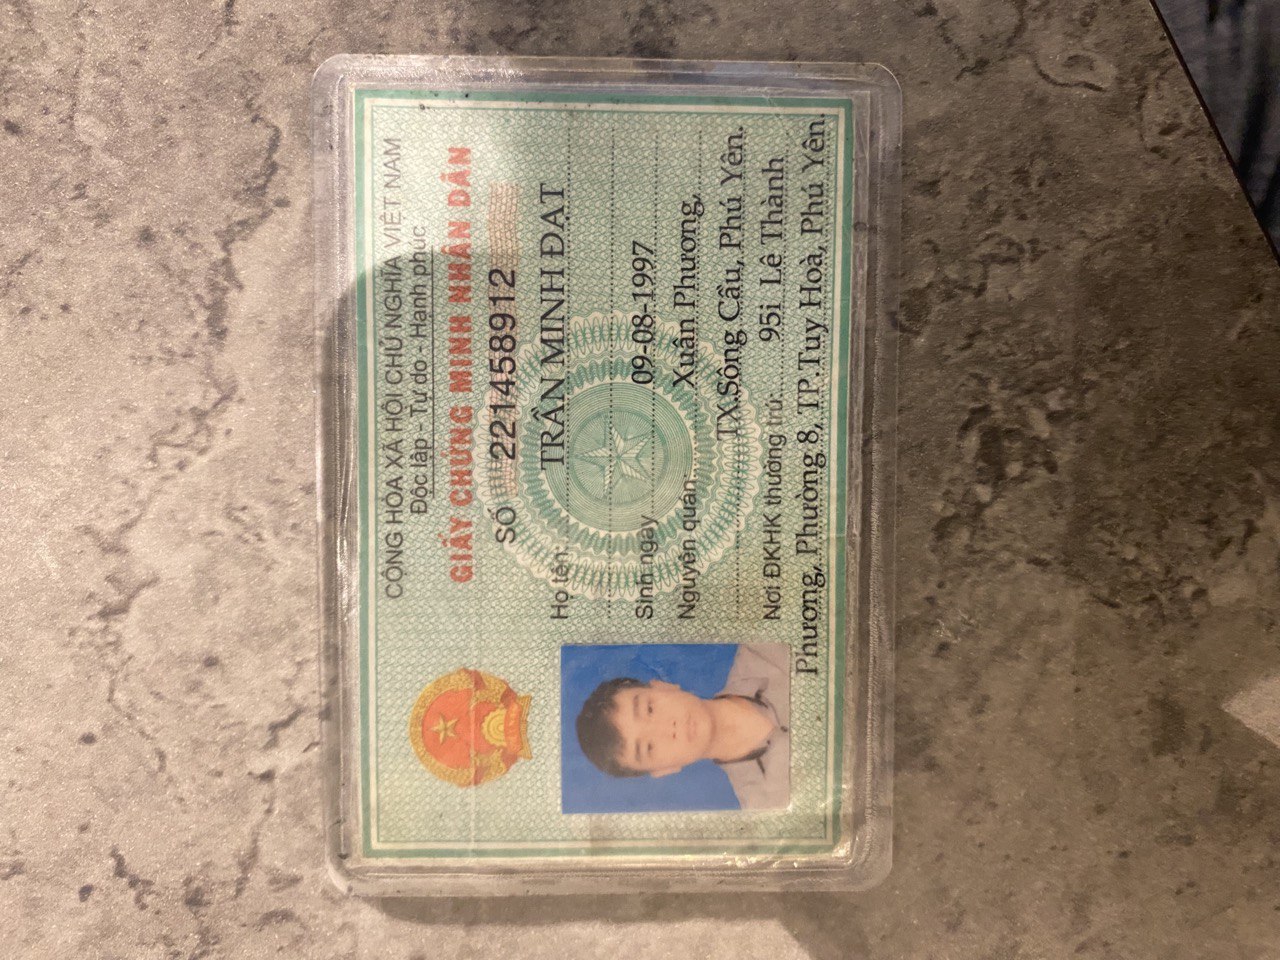 CỘNG HÒA XÃ HỘI CHỦ NGHĨA VIỆT NAM
Độc lập - Tự do - Hạnh phúc
GIẤY CHỨNG MINH NHÂN DÂN
SỐ 221458912
Họ tên: TRẦN MINH ĐẠT
Sinh ngày 09-08-1997
Nguyên quán Xuân Phương,
TX.Sông Cầu, Phú Yên.
Nơi ĐKHK thường trú: 95i Lê Thành
Phương, Phường 8, TP.Tuy Hoà, Phú Yên.